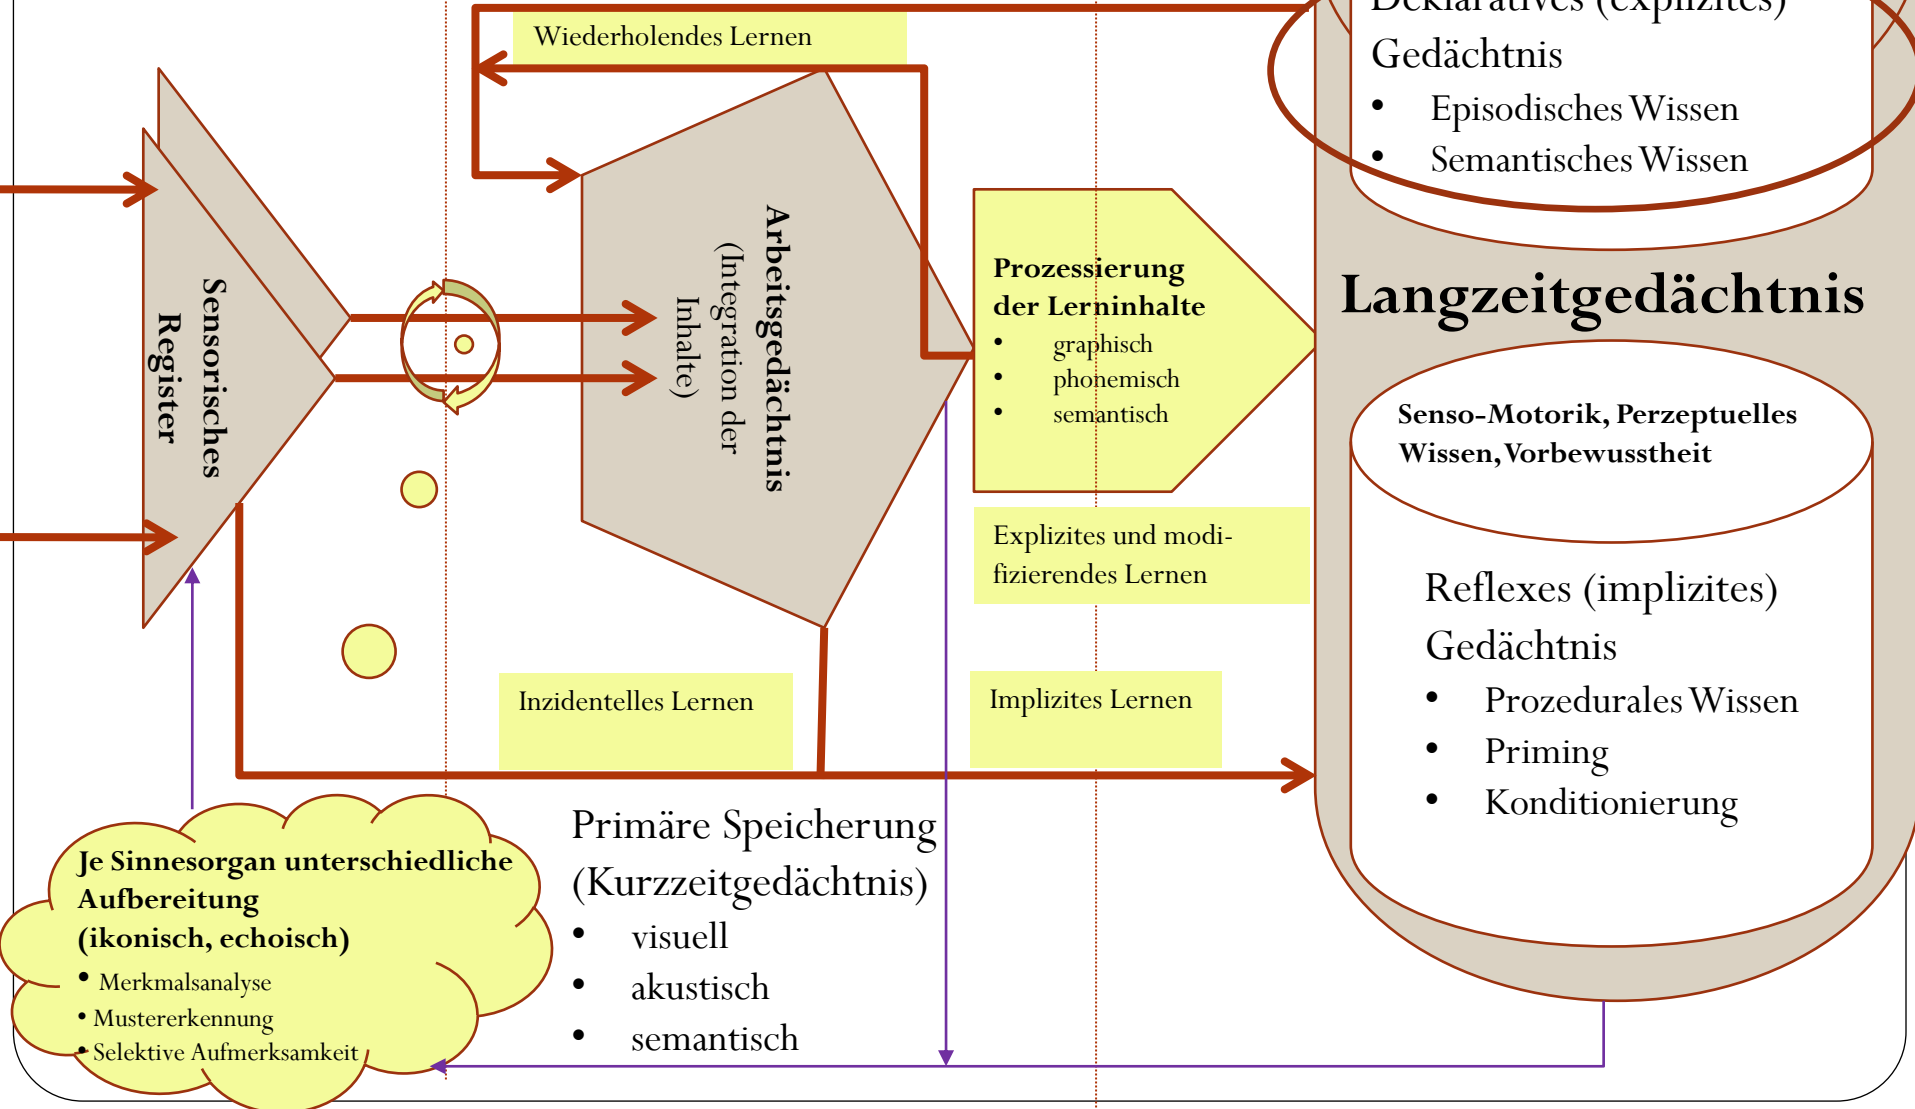 Wiederholendes Lernen
Deklaratives (explizites)
Gedächtnis
• Episodisches Wissen
• Semantisches Wissen
Sensorisches
Register
Arbeitsgedächtnis
(Integration der
Inhalte)
Prozessierung
der Lerninhalte
• graphisch
• phonemisch
• semantisch
Langzeitgedächtnis
Senso-Motorik, Perzeptuelles
Wissen, Vorbewusstheit
Explizites und modi-
fizierendes Lernen
Reflexes (implizites)
Gedächtnis
• Prozedurales Wissen
• Priming
• Konditionierung
Inzidentelles Lernen
Implizites Lernen
Je Sinnesorgan unterschiedliche
Aufbereitung
(ikonisch, echoisch)
• Merkmalsanalyse
• Mustererkennung
• Selektive Aufmerksamkeit
Primäre Speicherung
(Kurzzeitgedächtnis)
• visuell
• akustisch
• semantisch